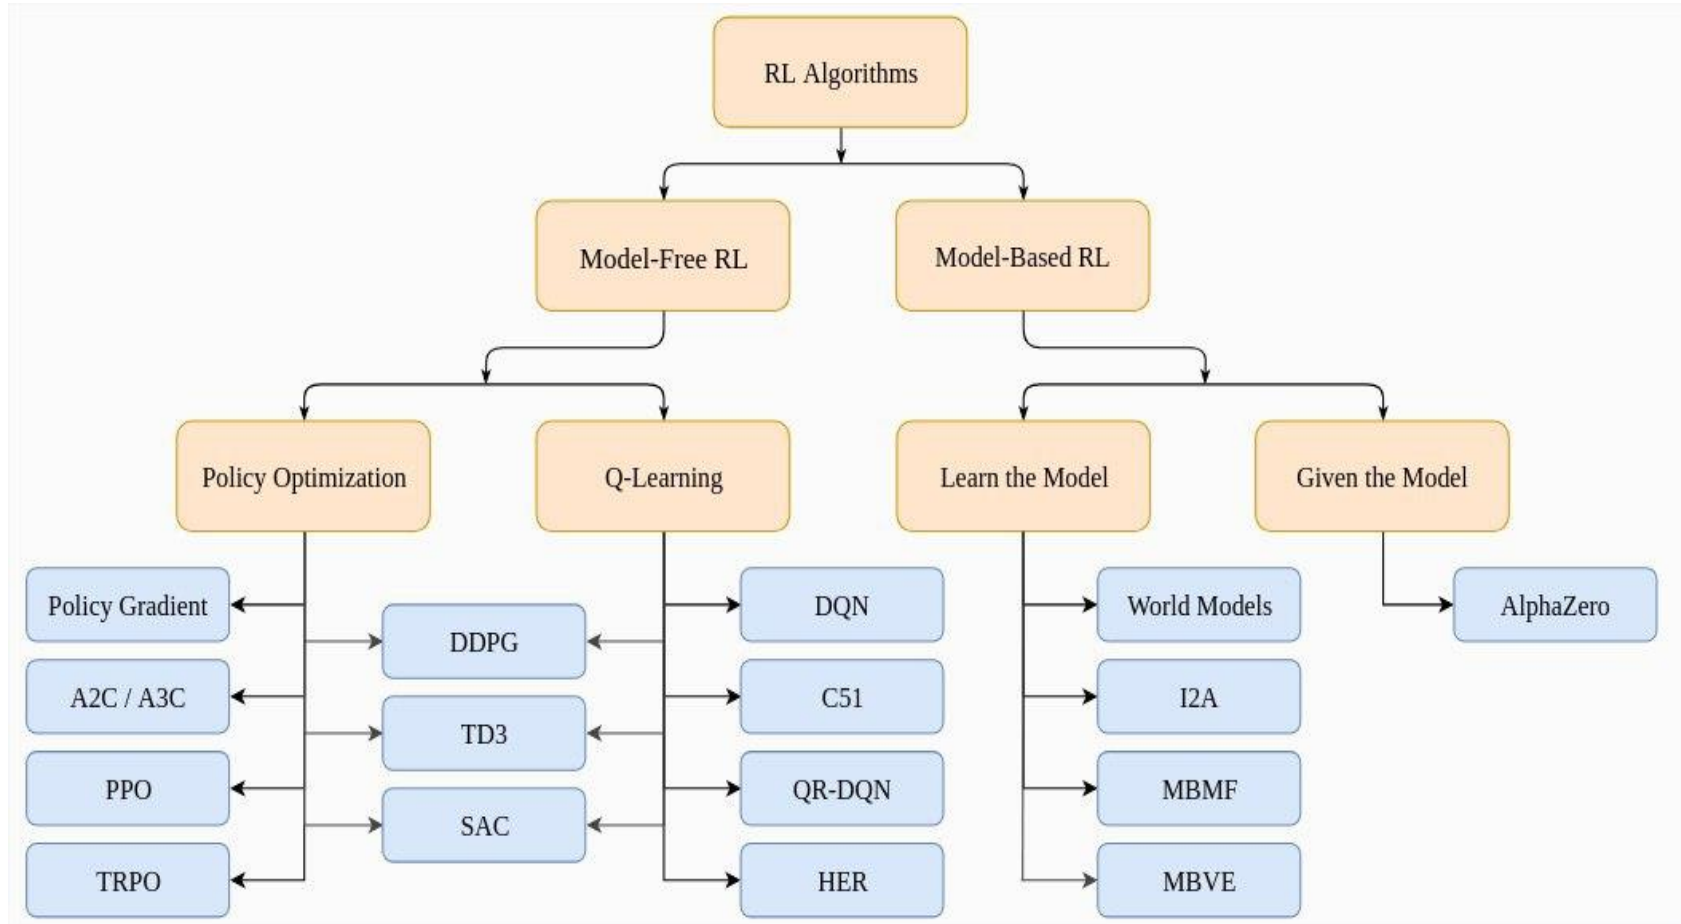 RL Algorithms
Model-Free RL
Model-Based RL
Policy Optimization
Q-Learning
Learn the Model
Given the Model
Policy Gradient
DDPG
DQN
World Models
AlphaZero
A2C / A3C
TD3
C51
I2A
PPO
SAC
QR-DQN
MBMF
TRPO
HER
MBVE